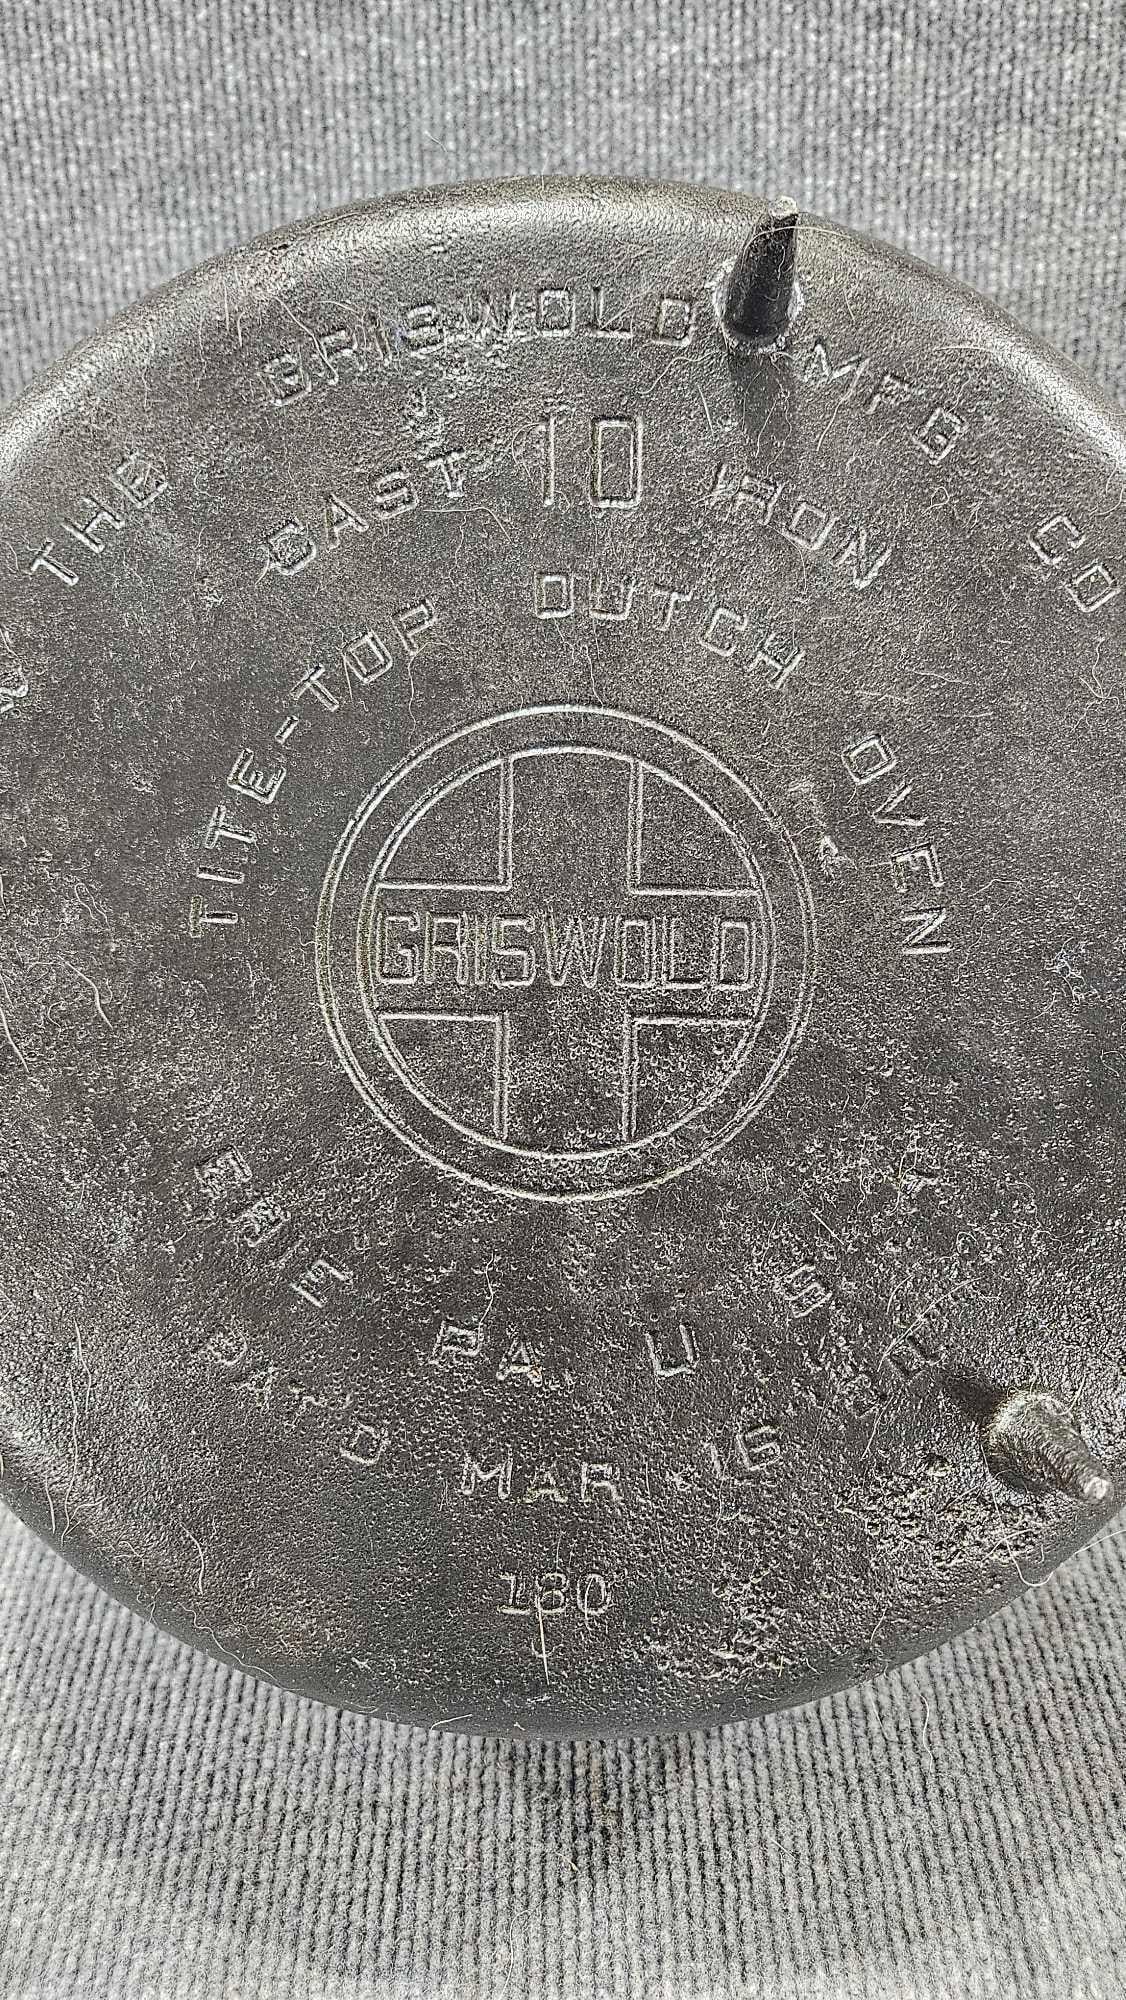 THE GRISWOLD MFG CO
10
CAST IRON
TITE-TOP DUTCH OVEN
GRISWOLD
ERIE PA. U S A
PAT'D MAR 16
180